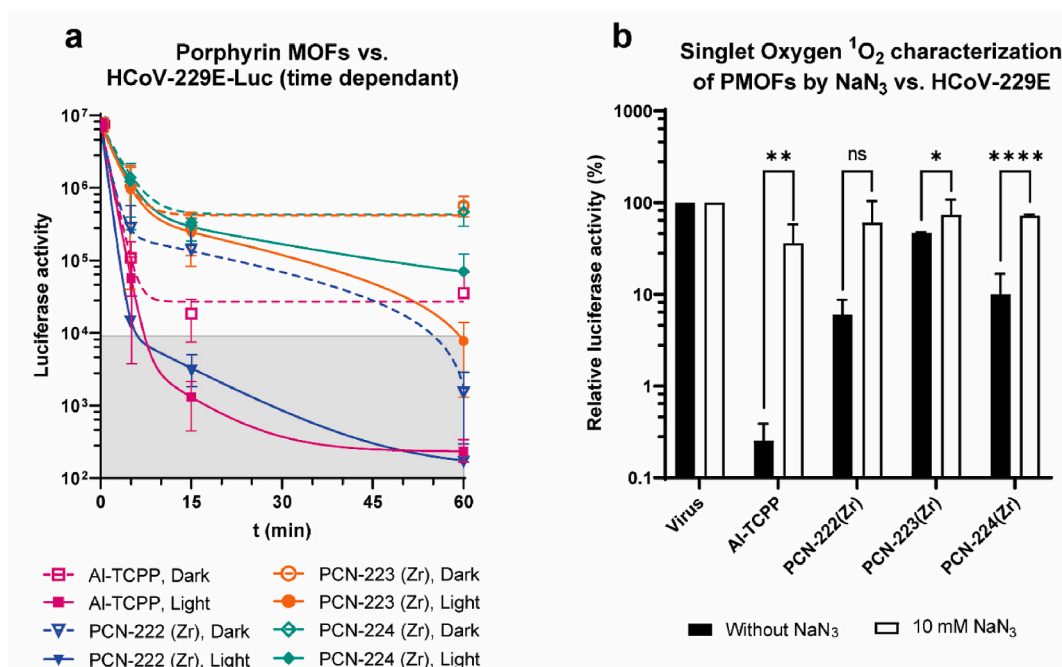 a
Porphyrin MOFs vs.
HCoV-229E-Luc (time dependant)
Luciferase activity
10⁷
10⁶
10⁵
10⁴
10³
10²
0
15
30
45
60
t (min)
Al-TCPP, Dark
Al-TCPP, Light
PCN-222 (Zr), Dark
PCN-222 (Zr), Light
PCN-223 (Zr), Dark
PCN-223 (Zr), Light
PCN-224 (Zr), Dark
PCN-224 (Zr), Light
b
Singlet Oxygen ¹O₂ characterization
of PMOFs by NaN₃ vs. HCoV-229E
Relative luciferase activity (%)
1000
100
10
1
0.1
**
ns
*
****
Virus
Al-TCPP
PCN-222(Zr)
PCN-223(Zr)
PCN-224(Zr)
Without NaN₃
10 mM NaN₃